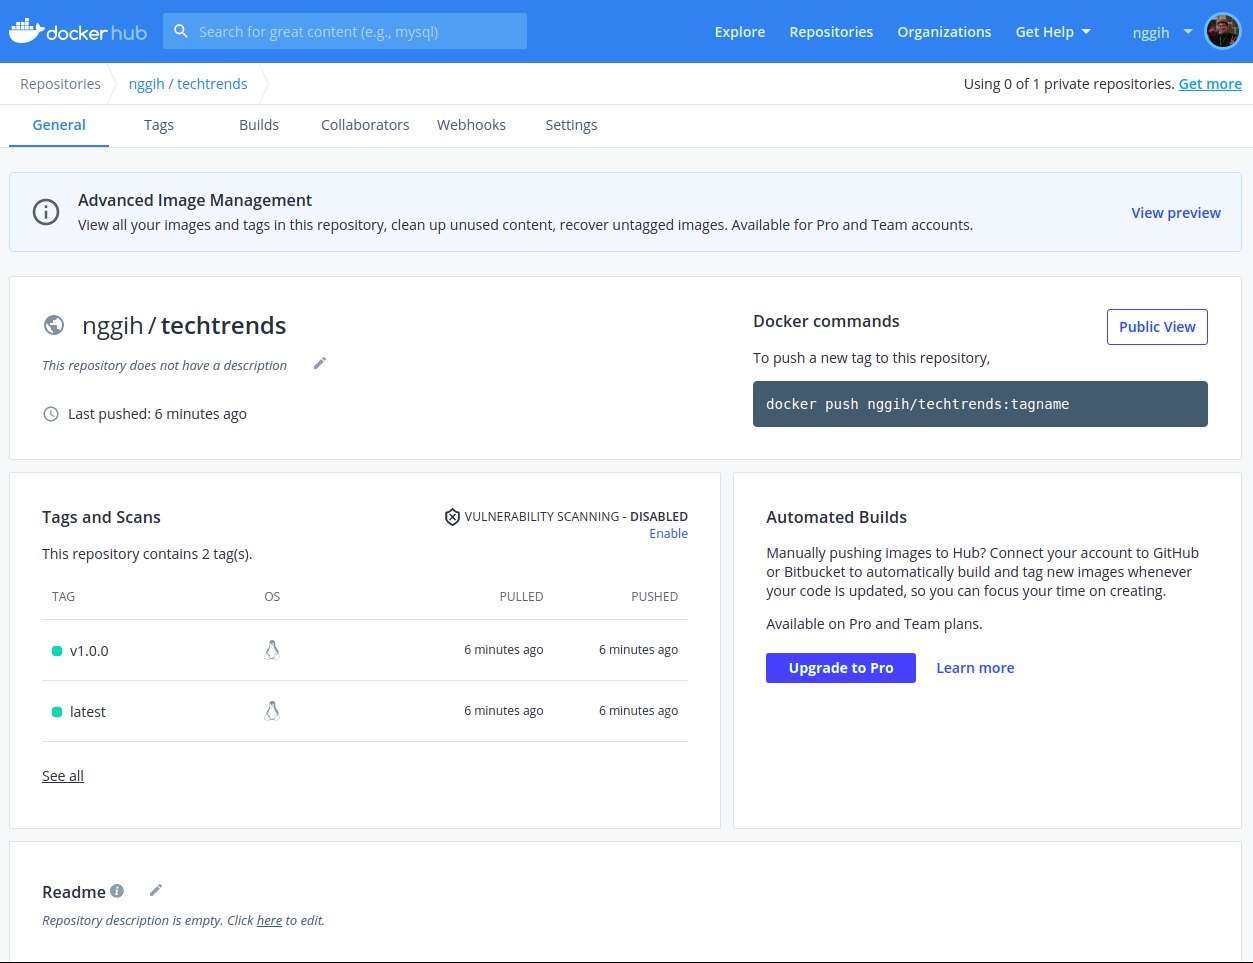 docker hub
Search for great content (e.g., mysql)
Explore
Repositories
Organizations
Get Help
nggih
Repositories
nggih / techtrends
Using 0 of 1 private repositories. Get more
General
Tags
Builds
Collaborators
Webhooks
Settings
Advanced Image Management
View all your images and tags in this repository, clean up unused content, recover untagged images. Available for Pro and Team accounts.
View preview
nggih / techtrends
This repository does not have a description
Last pushed: 6 minutes ago
Docker commands
Public View
To push a new tag to this repository,
docker push nggih/techtrends:tagname
Tags and Scans
VULNERABILITY SCANNING - DISABLED
Enable
This repository contains 2 tag(s).
TAG OS PULLED PUSHED
v1.0.0 6 minutes ago 6 minutes ago
latest 6 minutes ago 6 minutes ago
See all
Automated Builds
Manually pushing images to Hub? Connect your account to GitHub
or Bitbucket to automatically build and tag new images whenever
your code is updated, so you can focus your time on creating.
Available on Pro and Team plans.
Upgrade to Pro
Learn more
Readme
Repository description is empty. Click here to edit.